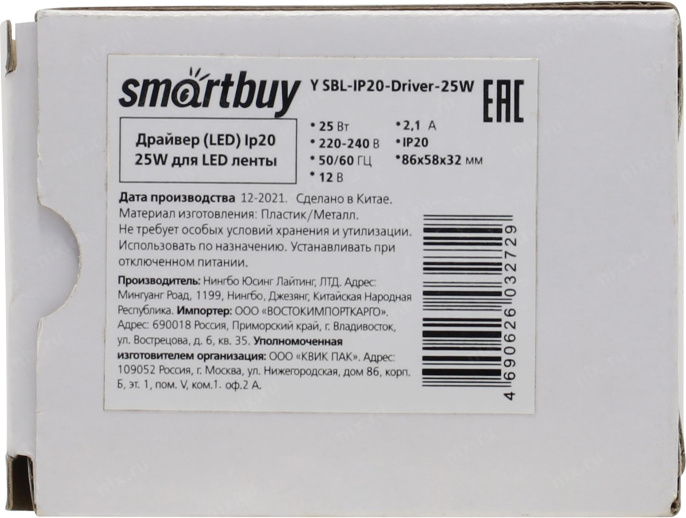 smartbuy
Y SBL-IP20-Driver-25W
EAC
Драйвер (LED) Ip20
25W для LED ленты
• 25 Вт
• 220-240 В
• 50/60 ГЦ
• 12 В
• 2,1 А
• IP20
• 86x58x32 мм
Дата производства 12-2021. Сделано в Китае.
Материал изготовления: Пластик/Металл.
Не требует особых условий хранения и утилизации.
Использовать по назначению. Устанавливать при
отключенном питании.
Производитель: Нингбо Юсинг Лайтинг, ЛТД. Адрес:
Мингуанг Роад, 1199, Нингбо, Джезянг, Китайская Народная
Республика. Импортер: ООО «ВОСТОКИМПОРТКАРГО».
Адрес: 690018 Россия, Приморский край, г. Владивосток,
ул. Вострецова, д. 6, кв. 35. Уполномоченная
изготовителем организация: ООО «КВИК ПАК». Адрес:
109052 Россия, г. Москва, ул. Нижегородская, дом 86, корп.
Б, эт. 1, пом. V, ком.1. оф.2 А.
4 690626 032729